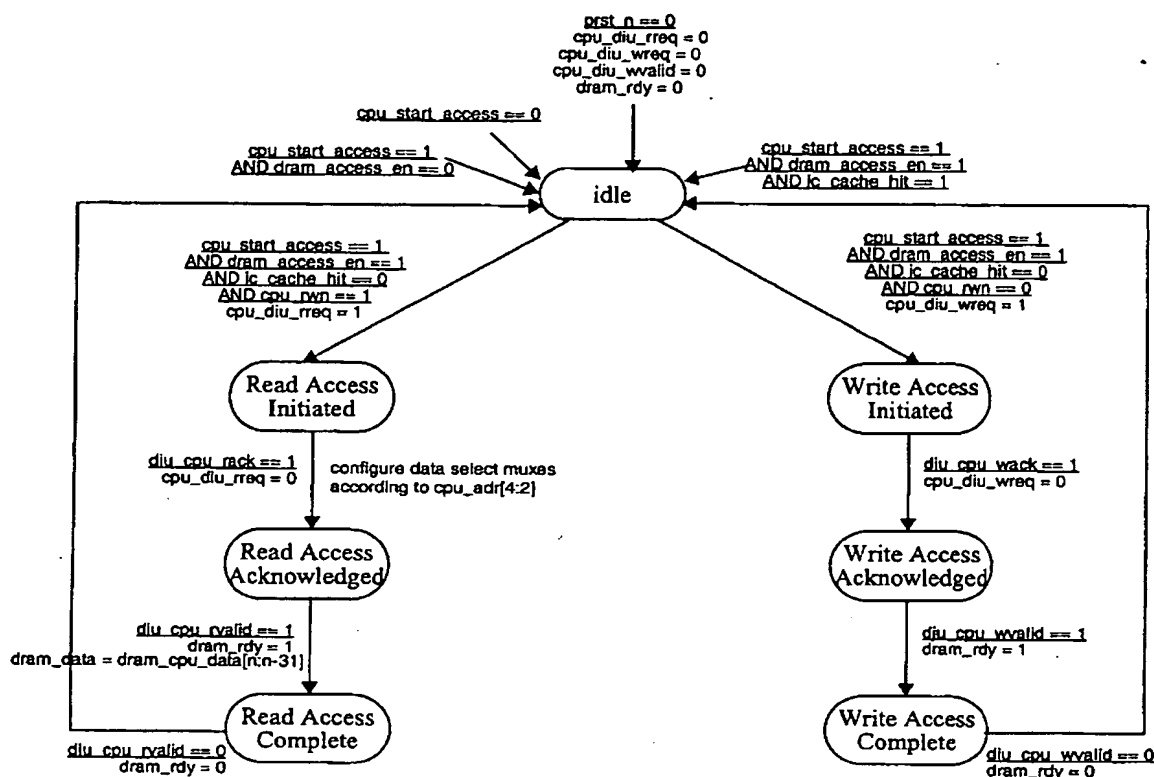 prst_n == 0
cpu_diu_rreq = 0
cpu_diu_wreq = 0
cpu_diu_wvalid = 0
dram_rdy = 0
cpu_start_access == 0
cpu_start_access == 1
AND dram_access_en == 0
cpu_start_access == 1
AND dram_access_en == 1
AND ic_cache_hit == 1
idle
cpu_start_access == 1
AND dram_access_en == 1
AND ic_cache_hit == 0
AND cpu_rwn == 1
cpu_diu_rreq = 1
cpu_start_access == 1
AND dram_access_en == 1
AND ic_cache_hit == 0
AND cpu_rwn == 0
cpu_diu_wreq = 1
Read Access
Initiated
Write Access
Initiated
diu_cpu_rack == 1
cpu_diu_rreq = 0
configure data select muxes
according to cpu_adr[4:2]
diu_cpu_wack == 1
cpu_diu_wreq = 0
Read Access
Acknowledged
Write Access
Acknowledged
diu_cpu_rvalid == 1
dram_rdy = 1
dram_data = dram_cpu_data[n:n-31]
diu_cpu_wvalid == 1
dram_rdy = 1
Read Access
Complete
Write Access
Complete
diu_cpu_rvalid == 0
dram_rdy = 0
diu_cpu_wvalid == 0
dram_rdy = 0